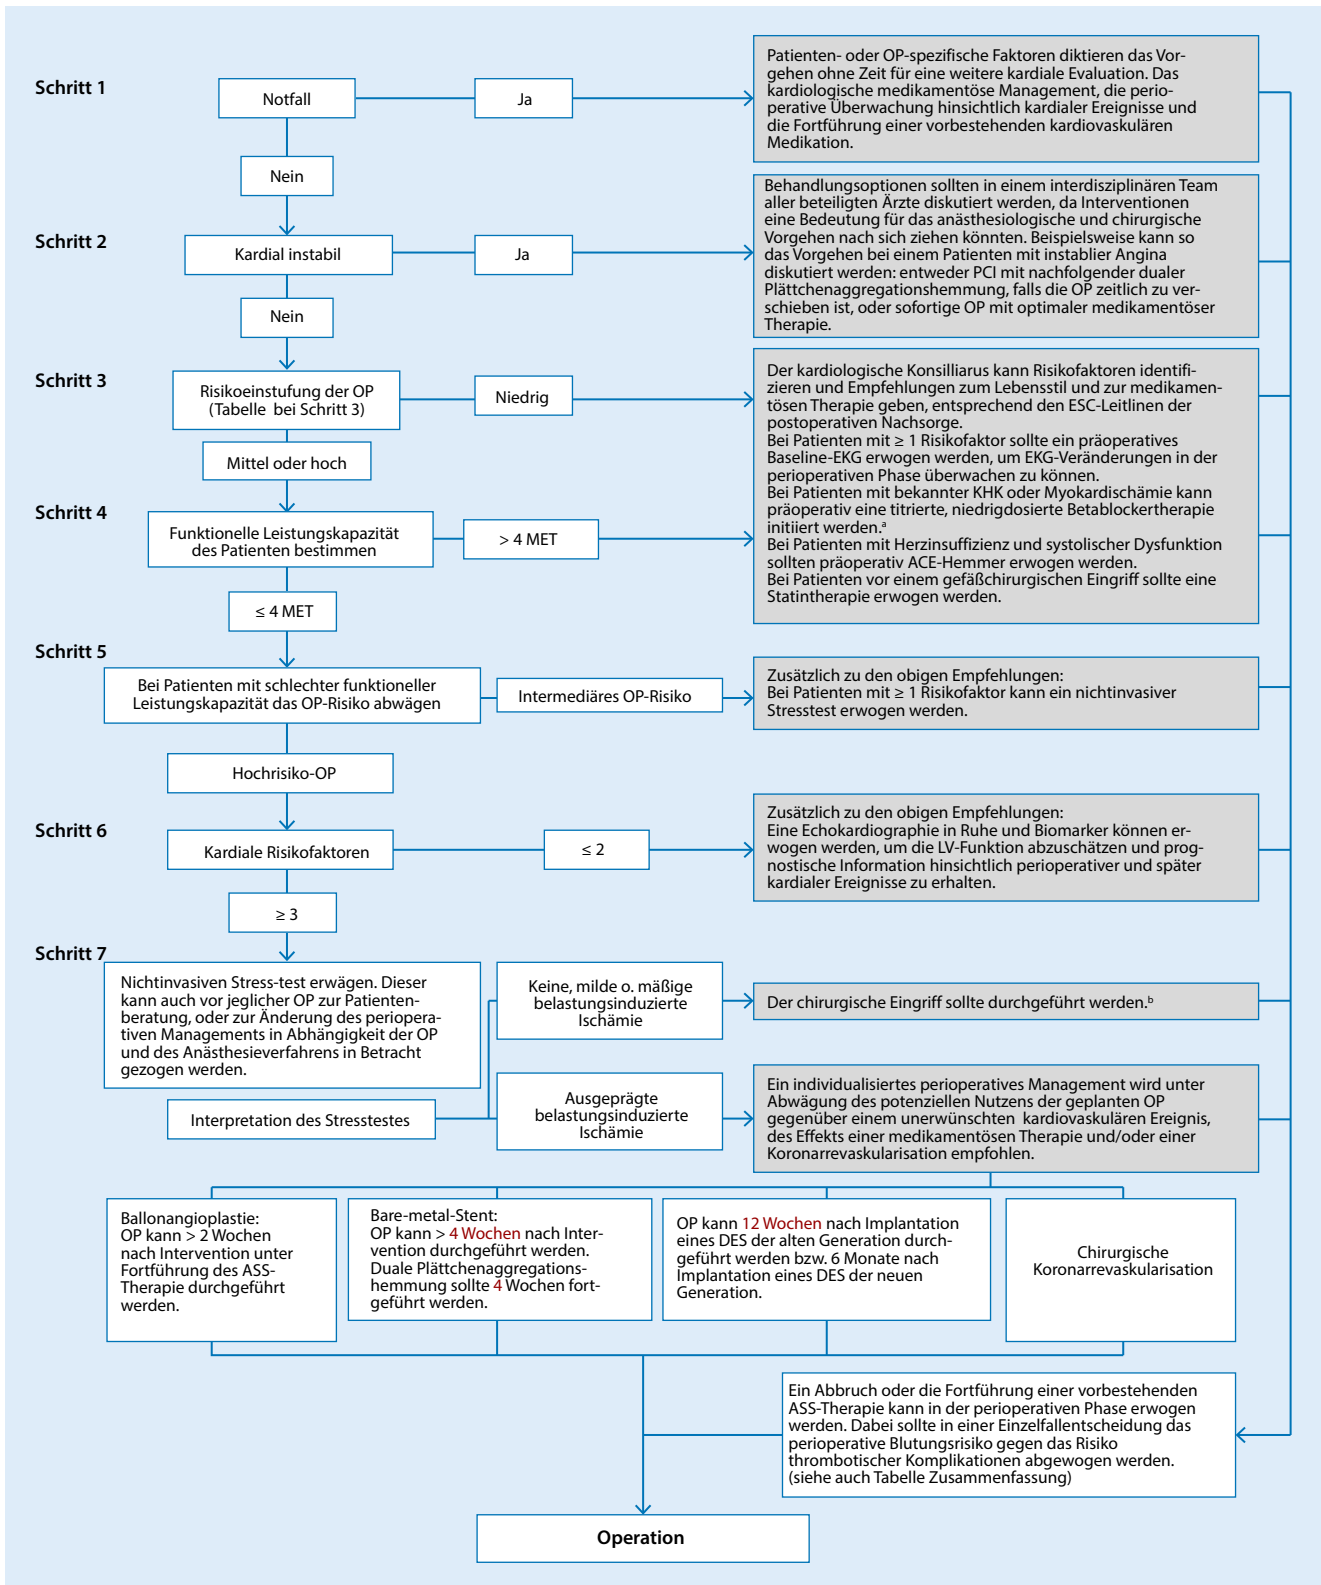 Schritt 1
Notfall
Ja
Patienten- oder OP-spezifische Faktoren diktieren das Vor-
gehen ohne Zeit für eine weitere kardiale Evaluation. Das
kardiologische medikamentöse Management, die perio-
perative Überwachung hinsichtlich kardialer Ereignisse und
die Fortführung einer vorbestehenden kardiovaskulären
Medikation.
Nein
Schritt 2
Kardial instabil
Ja
Behandlungsoptionen sollten in einem interdisziplinären Team
aller beteiligten Ärzte diskutiert werden, da Interventionen
eine Bedeutung für das anästhesiologische und chirurgische
Vorgehen nach sich ziehen könnten. Beispielsweise kann so
das Vorgehen bei einem Patienten mit instablier Angina
diskutiert werden: entweder PCI mit nachfolgender dualer
Plättchenaggregationshemmung, falls die OP zeitlich zu ver-
schieben ist, oder sofortige OP mit optimaler medikamentöser
Therapie.
Nein
Schritt 3
Risikoeinstufung der OP
(Tabelle bei Schritt 3)
Niedrig
Der kardiologische Konsilliarus kann Risikofaktoren identifi-
zieren und Empfehlungen zum Lebensstil und zur medikamen-
tösen Therapie geben, entsprechend den ESC-Leitlinen der
postoperativen Nachsorge.
Bei Patienten mit ≥ 1 Risikofaktor sollte ein präoperatives
Baseline-EKG erwogen werden, um EKG-Veränderungen in der
perioperativen Phase überwachen zu können.
Bei Patienten mit bekannter KHK oder Myokardischämie kann
präoperativ eine titrierte, niedrigdosierte Betablockertherapie
initiiert werden.ᵃ
Bei Patienten mit Herzinsuffizienz und systolischer Dysfunktion
sollten präoperativ ACE-Hemmer erwogen werden.
Bei Patienten vor einem gefäßchirurgischen Eingriff sollte eine
Statintherapie erwogen werden.
Mittel oder hoch
Schritt 4
Funktionelle Leistungskapazität
des Patienten bestimmen
> 4 MET
≤ 4 MET
Schritt 5
Bei Patienten mit schlechter funktioneller
Leistungskapazität das OP-Risiko abwägen
Intermediäres OP-Risiko
Zusätzlich zu den obigen Empfehlungen:
Bei Patienten mit ≥ 1 Risikofaktor kann ein nichtinvasiver
Stresstest erwogen werden.
Hochrisiko-OP
Schritt 6
Kardiale Risikofaktoren
≤ 2
Zusätzlich zu den obigen Empfehlungen:
Eine Echokardiographie in Ruhe und Biomarker können er-
wogen werden, um die LV-Funktion abzuschätzen und prog-
nostische Information hinsichtlich perioperativer und später
kardialer Ereignisse zu erhalten.
≥ 3
Schritt 7
Nichtinvasiven Stress-test erwägen. Dieser
kann auch vor jeglicher OP zur Patienten-
beratung, oder zur Änderung des periopera-
tiven Managements in Abhängigkeit der OP
und des Anästhesieverfahrens in Betracht
gezogen werden.
Keine, milde o. mäßige
belastungsinduzierte
Ischämie
Der chirurgische Eingriff sollte durchgeführt werden.ᵇ
Interpretation des Stresstestes
Ausgeprägte
belastungsinduzierte
Ischämie
Ein individualisiertes perioperatives Management wird unter
Abwägung des potenziellen Nutzens der geplanten OP
gegenüber einem unerwünschten kardiovaskulären Ereignis,
des Effekts einer medikamentösen Therapie und/oder einer
Koronarrevaskularisation empfohlen.
Ballonangioplastie:
OP kann > 2 Wochen
nach Intervention unter
Fortführung des ASS-
Therapie durchgeführt
werden.
Bare-metal-Stent:
OP kann > 4 Wochen nach Inter-
vention durchgeführt werden.
Duale Plättchenaggregations-
hemmung sollte 4 Wochen fort-
geführt werden.
OP kann 12 Wochen nach Implantation
eines DES der alten Generation durch-
geführt werden bzw. 6 Monate nach
Implantation eines DES der neuen
Generation.
Chirurgische
Koronarrevaskularisation
Ein Abbruch oder die Fortführung einer vorbestehenden
ASS-Therapie kann in der perioperativen Phase erwogen
werden. Dabei sollte in einer Einzelfallentscheidung das
perioperative Blutungsrisiko gegen das Risiko
thrombotischer Komplikationen abgewogen werden.
(siehe auch Tabelle Zusammenfassung)
Operation